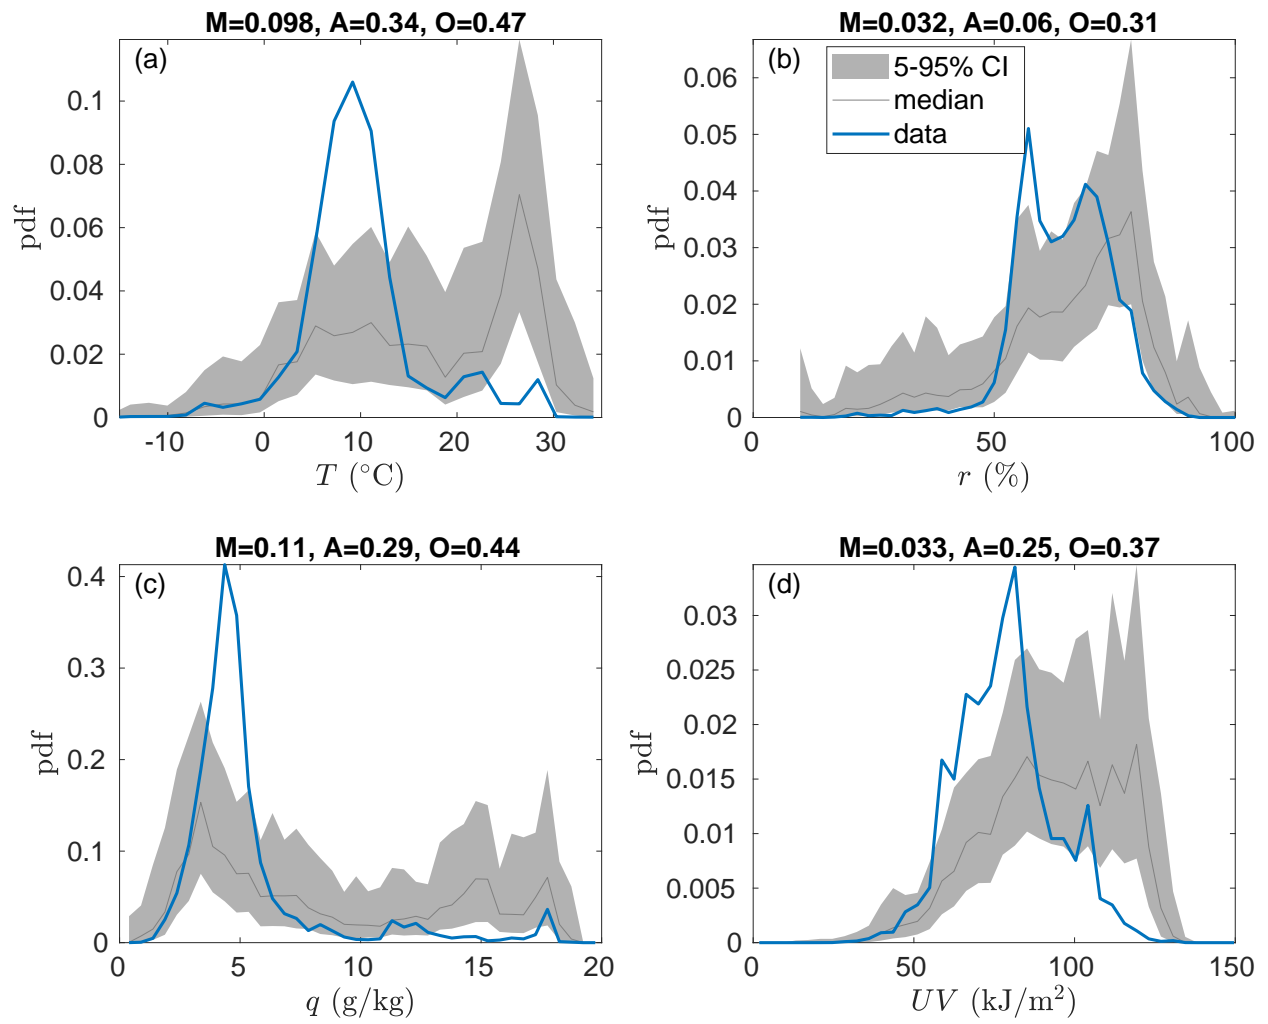 M=0.098, A=0.34, O=0.47
(a)
0.1
0.08
0.06
0.04
0.02
0
pdf
-10 0 10 20 30
T (°C)
M=0.032, A=0.06, O=0.31
(b)
5-95% CI
median
data
0.06
0.05
0.04
0.03
0.02
0.01
0
pdf
0 50 100
r (%)
M=0.11, A=0.29, O=0.44
(c)
0.4
0.3
0.2
0.1
0
pdf
0 5 10 15 20
q (g/kg)
M=0.033, A=0.25, O=0.37
(d)
0.03
0.025
0.02
0.015
0.01
0.005
0
pdf
0 50 100 150
UV (kJ/m²)